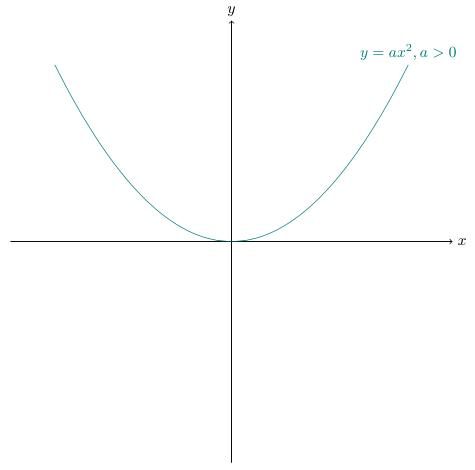 y
y = ax², a > 0
x